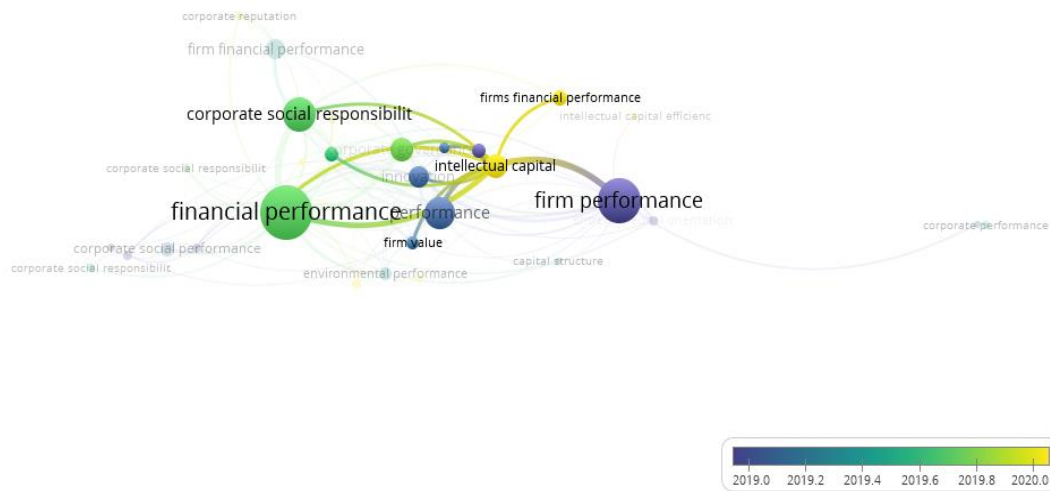 corporate reputation
firm financial performance
firms financial performance
corporate social responsibilit
intellectual capital efficienc
intellectual capital
corporate social responsibilit
innovation
firm performance
financial performance
performance
corporate performance
firm value
corporate social performance
capital structure
corporate social responsibilit
environmental performance
2019.0 2019.2 2019.4 2019.6 2019.8 2020.0